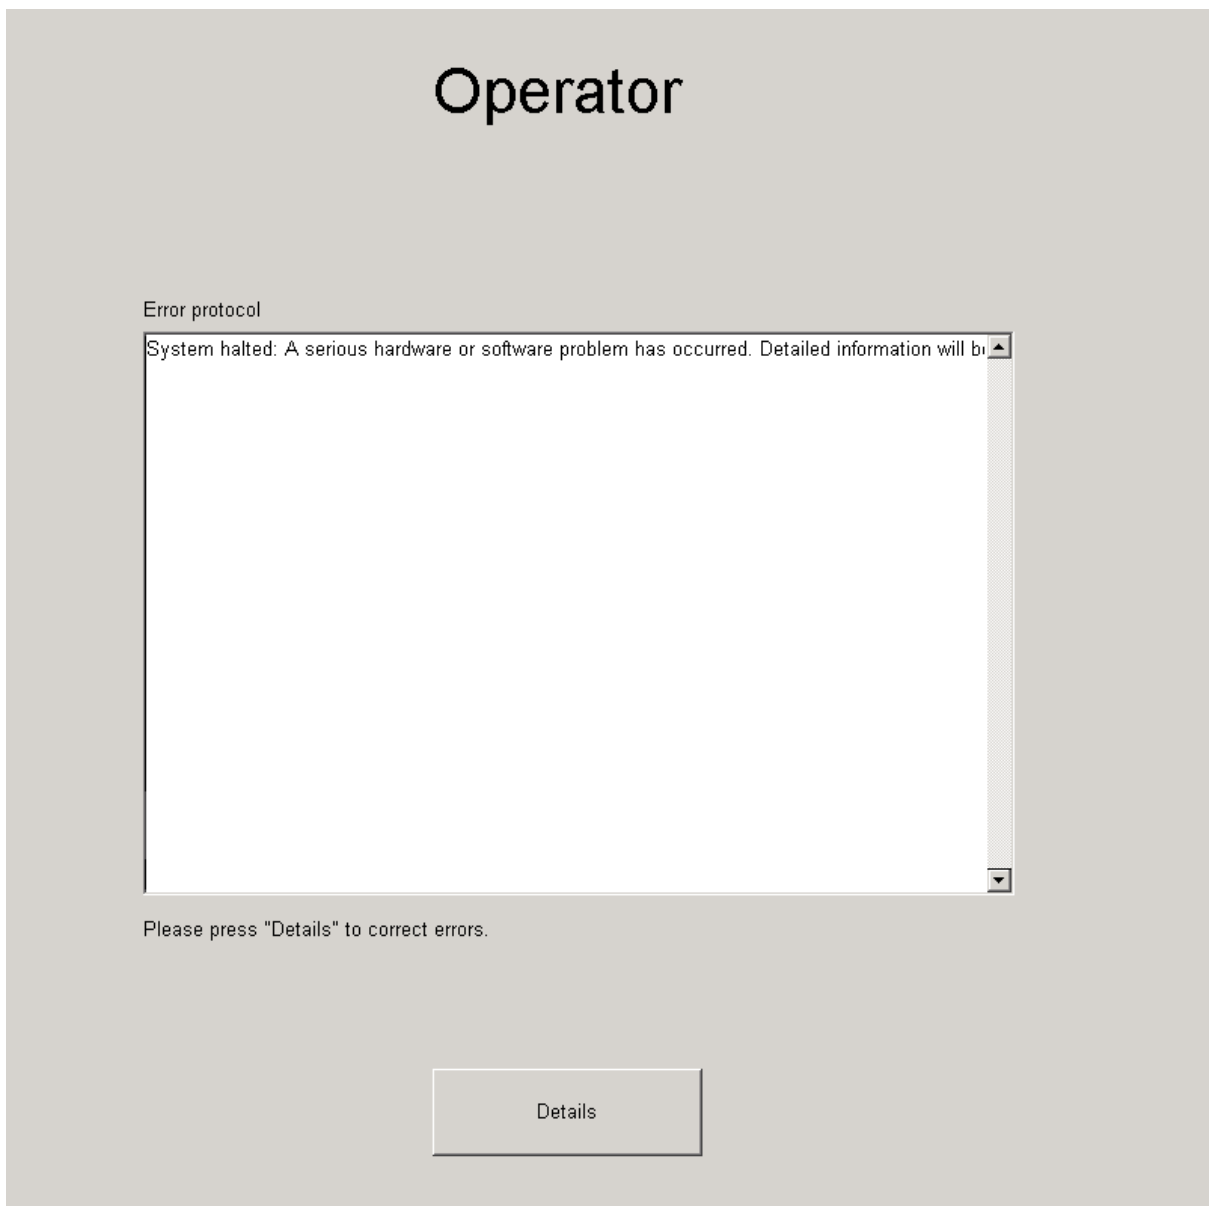 Operator
Error protocol
System halted: A serious hardware or software problem has occurred. Detailed information will
Please press "Details" to correct errors.
Details